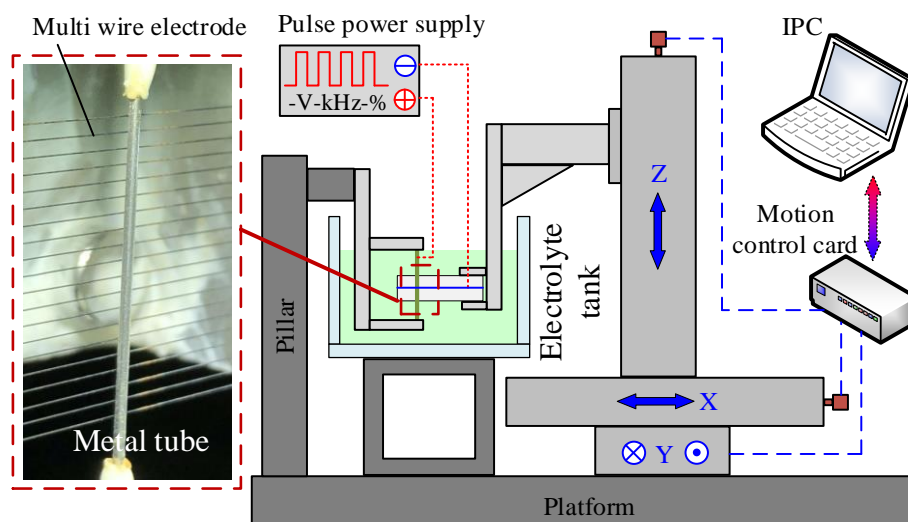 Multi wire electrode
Pulse power supply
-V-kHz-%
IPC
Z
Motion
control card
Electrolyte
tank
Pillar
X
Metal tube
Y
Platform